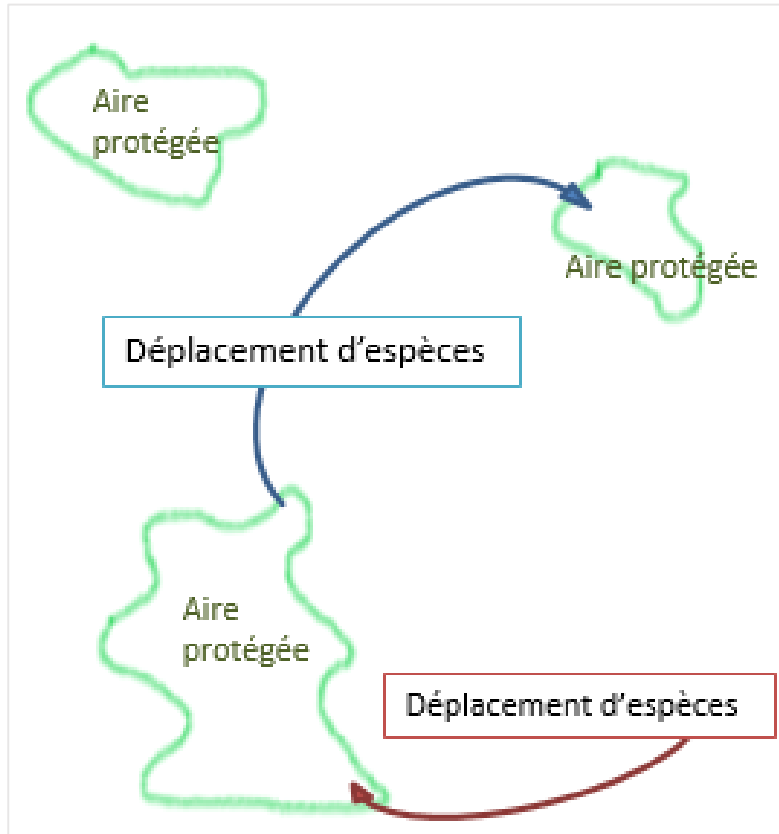 Aire
protégée
Aire protégée
Déplacement d’espèces
Aire
protégée
Déplacement d’espèces